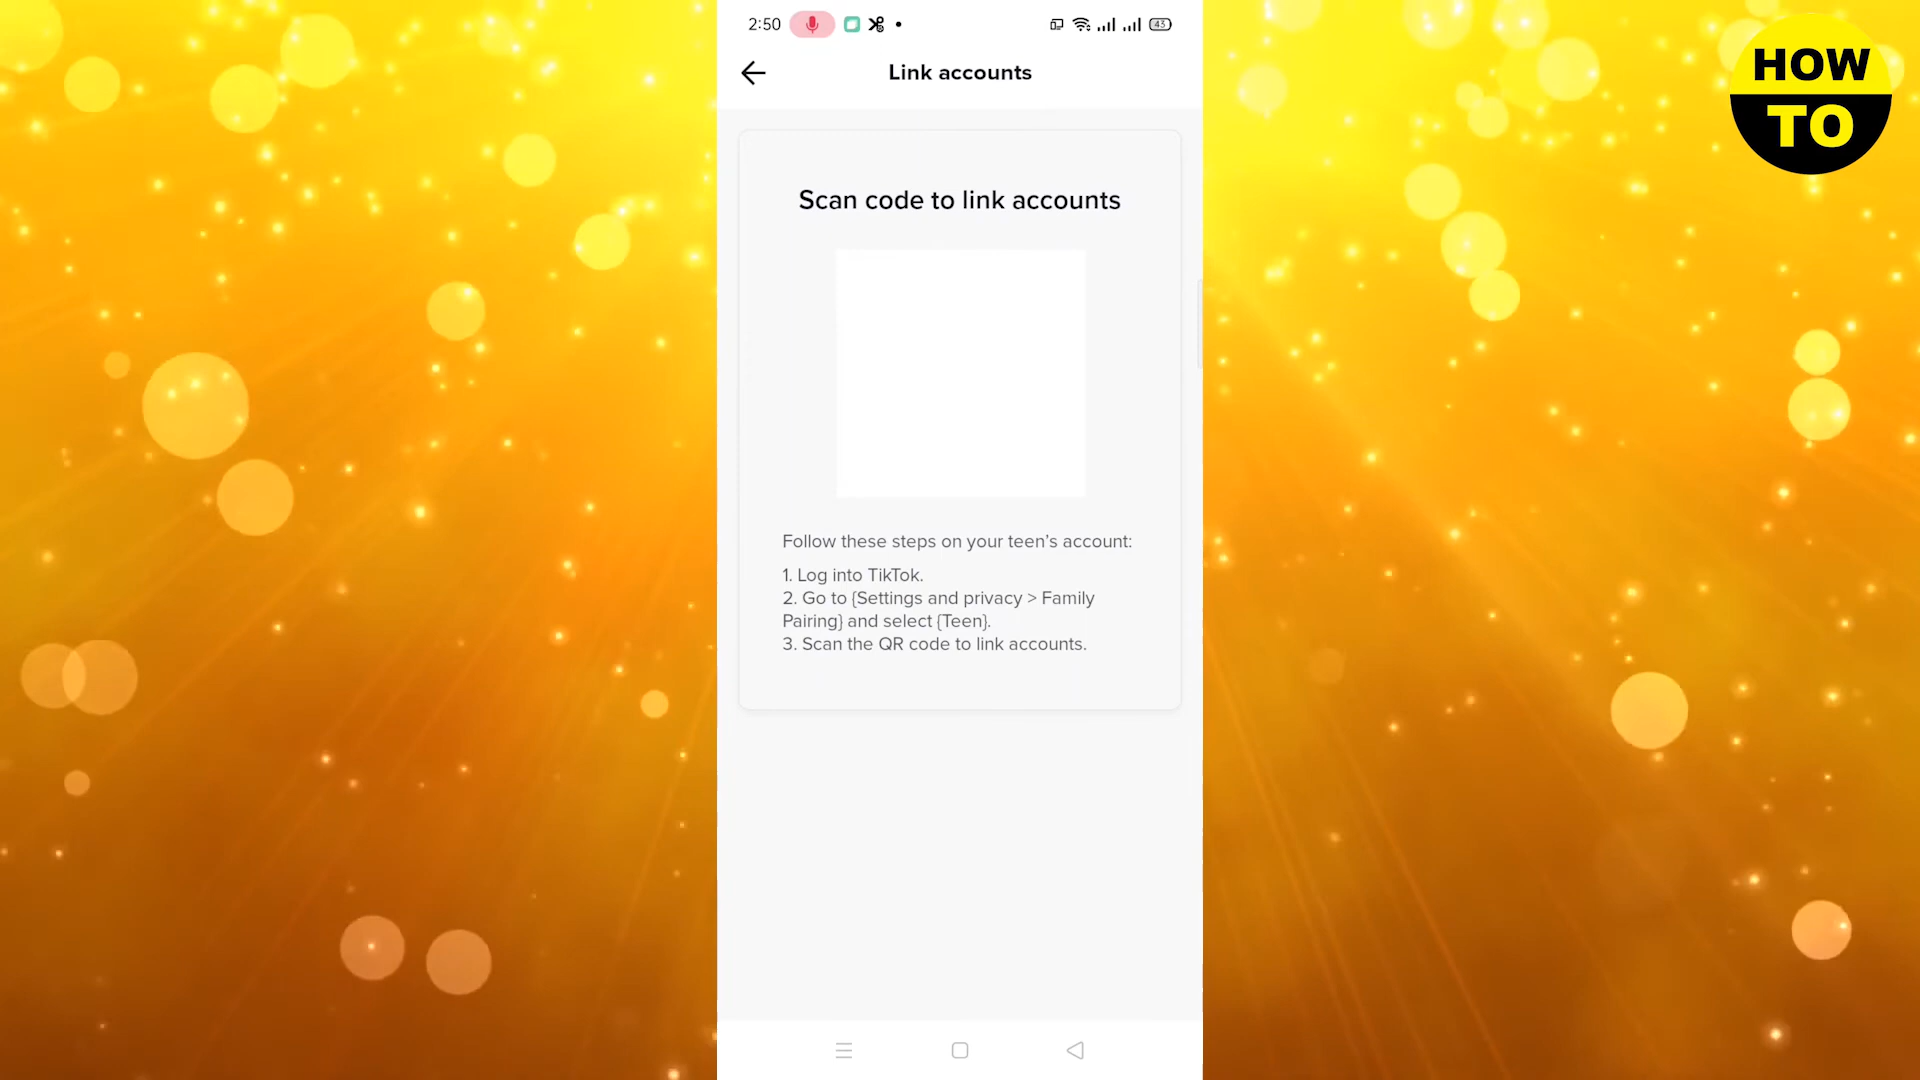 2:50
43
HOW
TO
Link accounts
Scan code to link accounts
Follow these steps on your teen’s account:
1. Log into TikTok.
2. Go to {Settings and privacy > Family
Pairing} and select {Teen}.
3. Scan the QR code to link accounts.